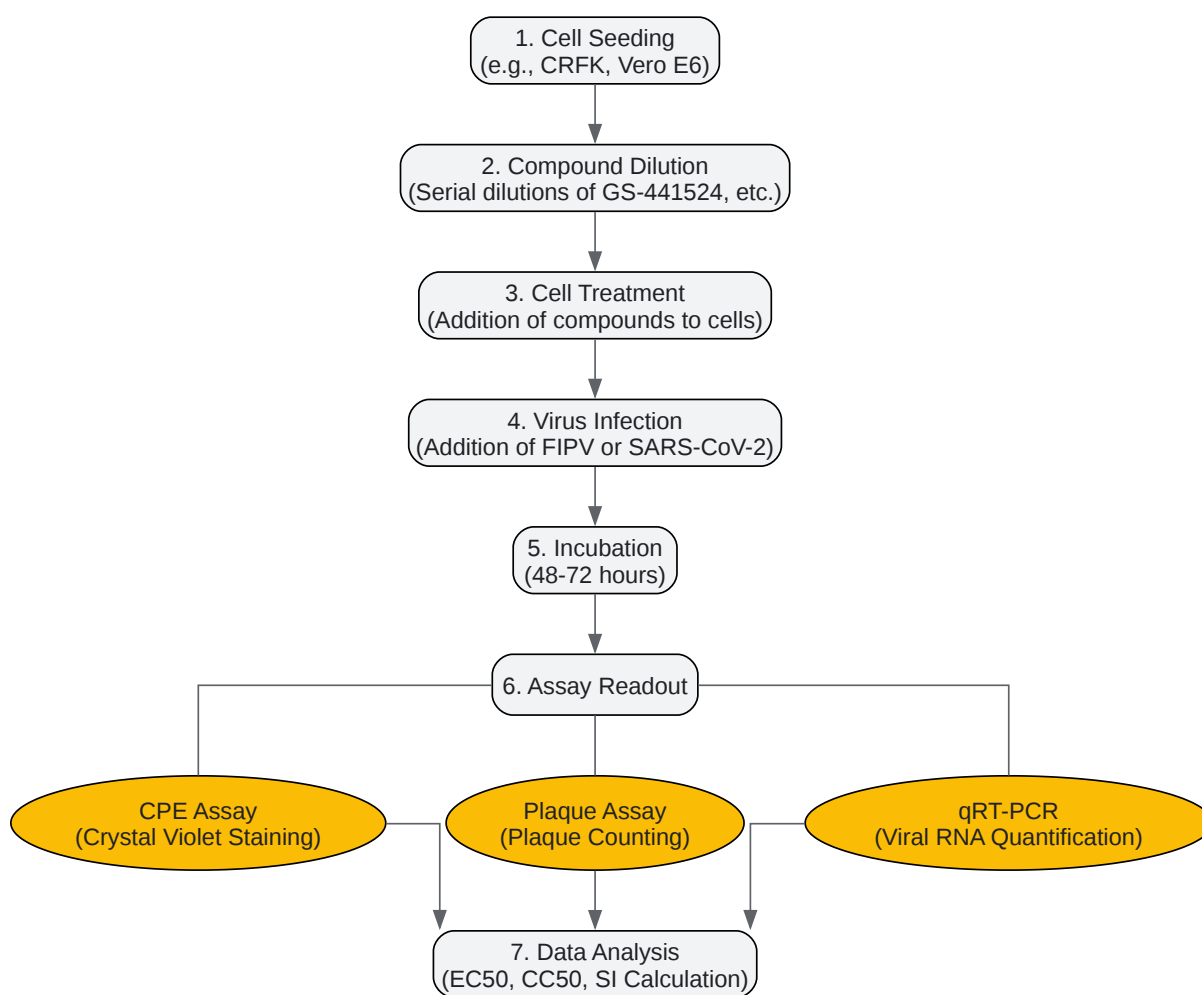 1. Cell Seeding
(e.g., CRFK, Vero E6)
2. Compound Dilution
(Serial dilutions of GS-441524, etc.)
3. Cell Treatment
(Addition of compounds to cells)
4. Virus Infection
(Addition of FIPV or SARS-CoV-2)
5. Incubation
(48-72 hours)
6. Assay Readout
CPE Assay
(Crystal Violet Staining)
Plaque Assay
(Plaque Counting)
qRT-PCR
(Viral RNA Quantification)
7. Data Analysis
(EC50, CC50, SI Calculation)